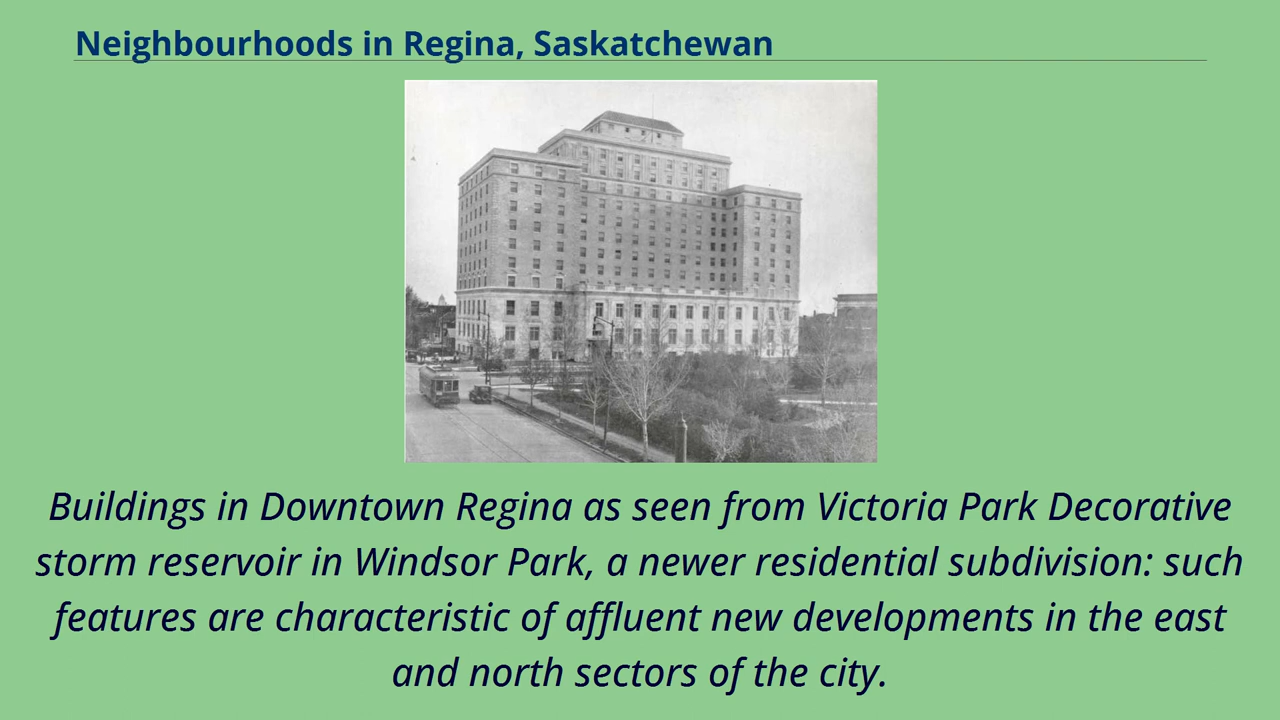 Neighbourhoods in Regina, Saskatchewan
Buildings in Downtown Regina as seen from Victoria Park Decorative
storm reservoir in Windsor Park, a newer residential subdivision: such
features are characteristic of affluent new developments in the east
and north sectors of the city.